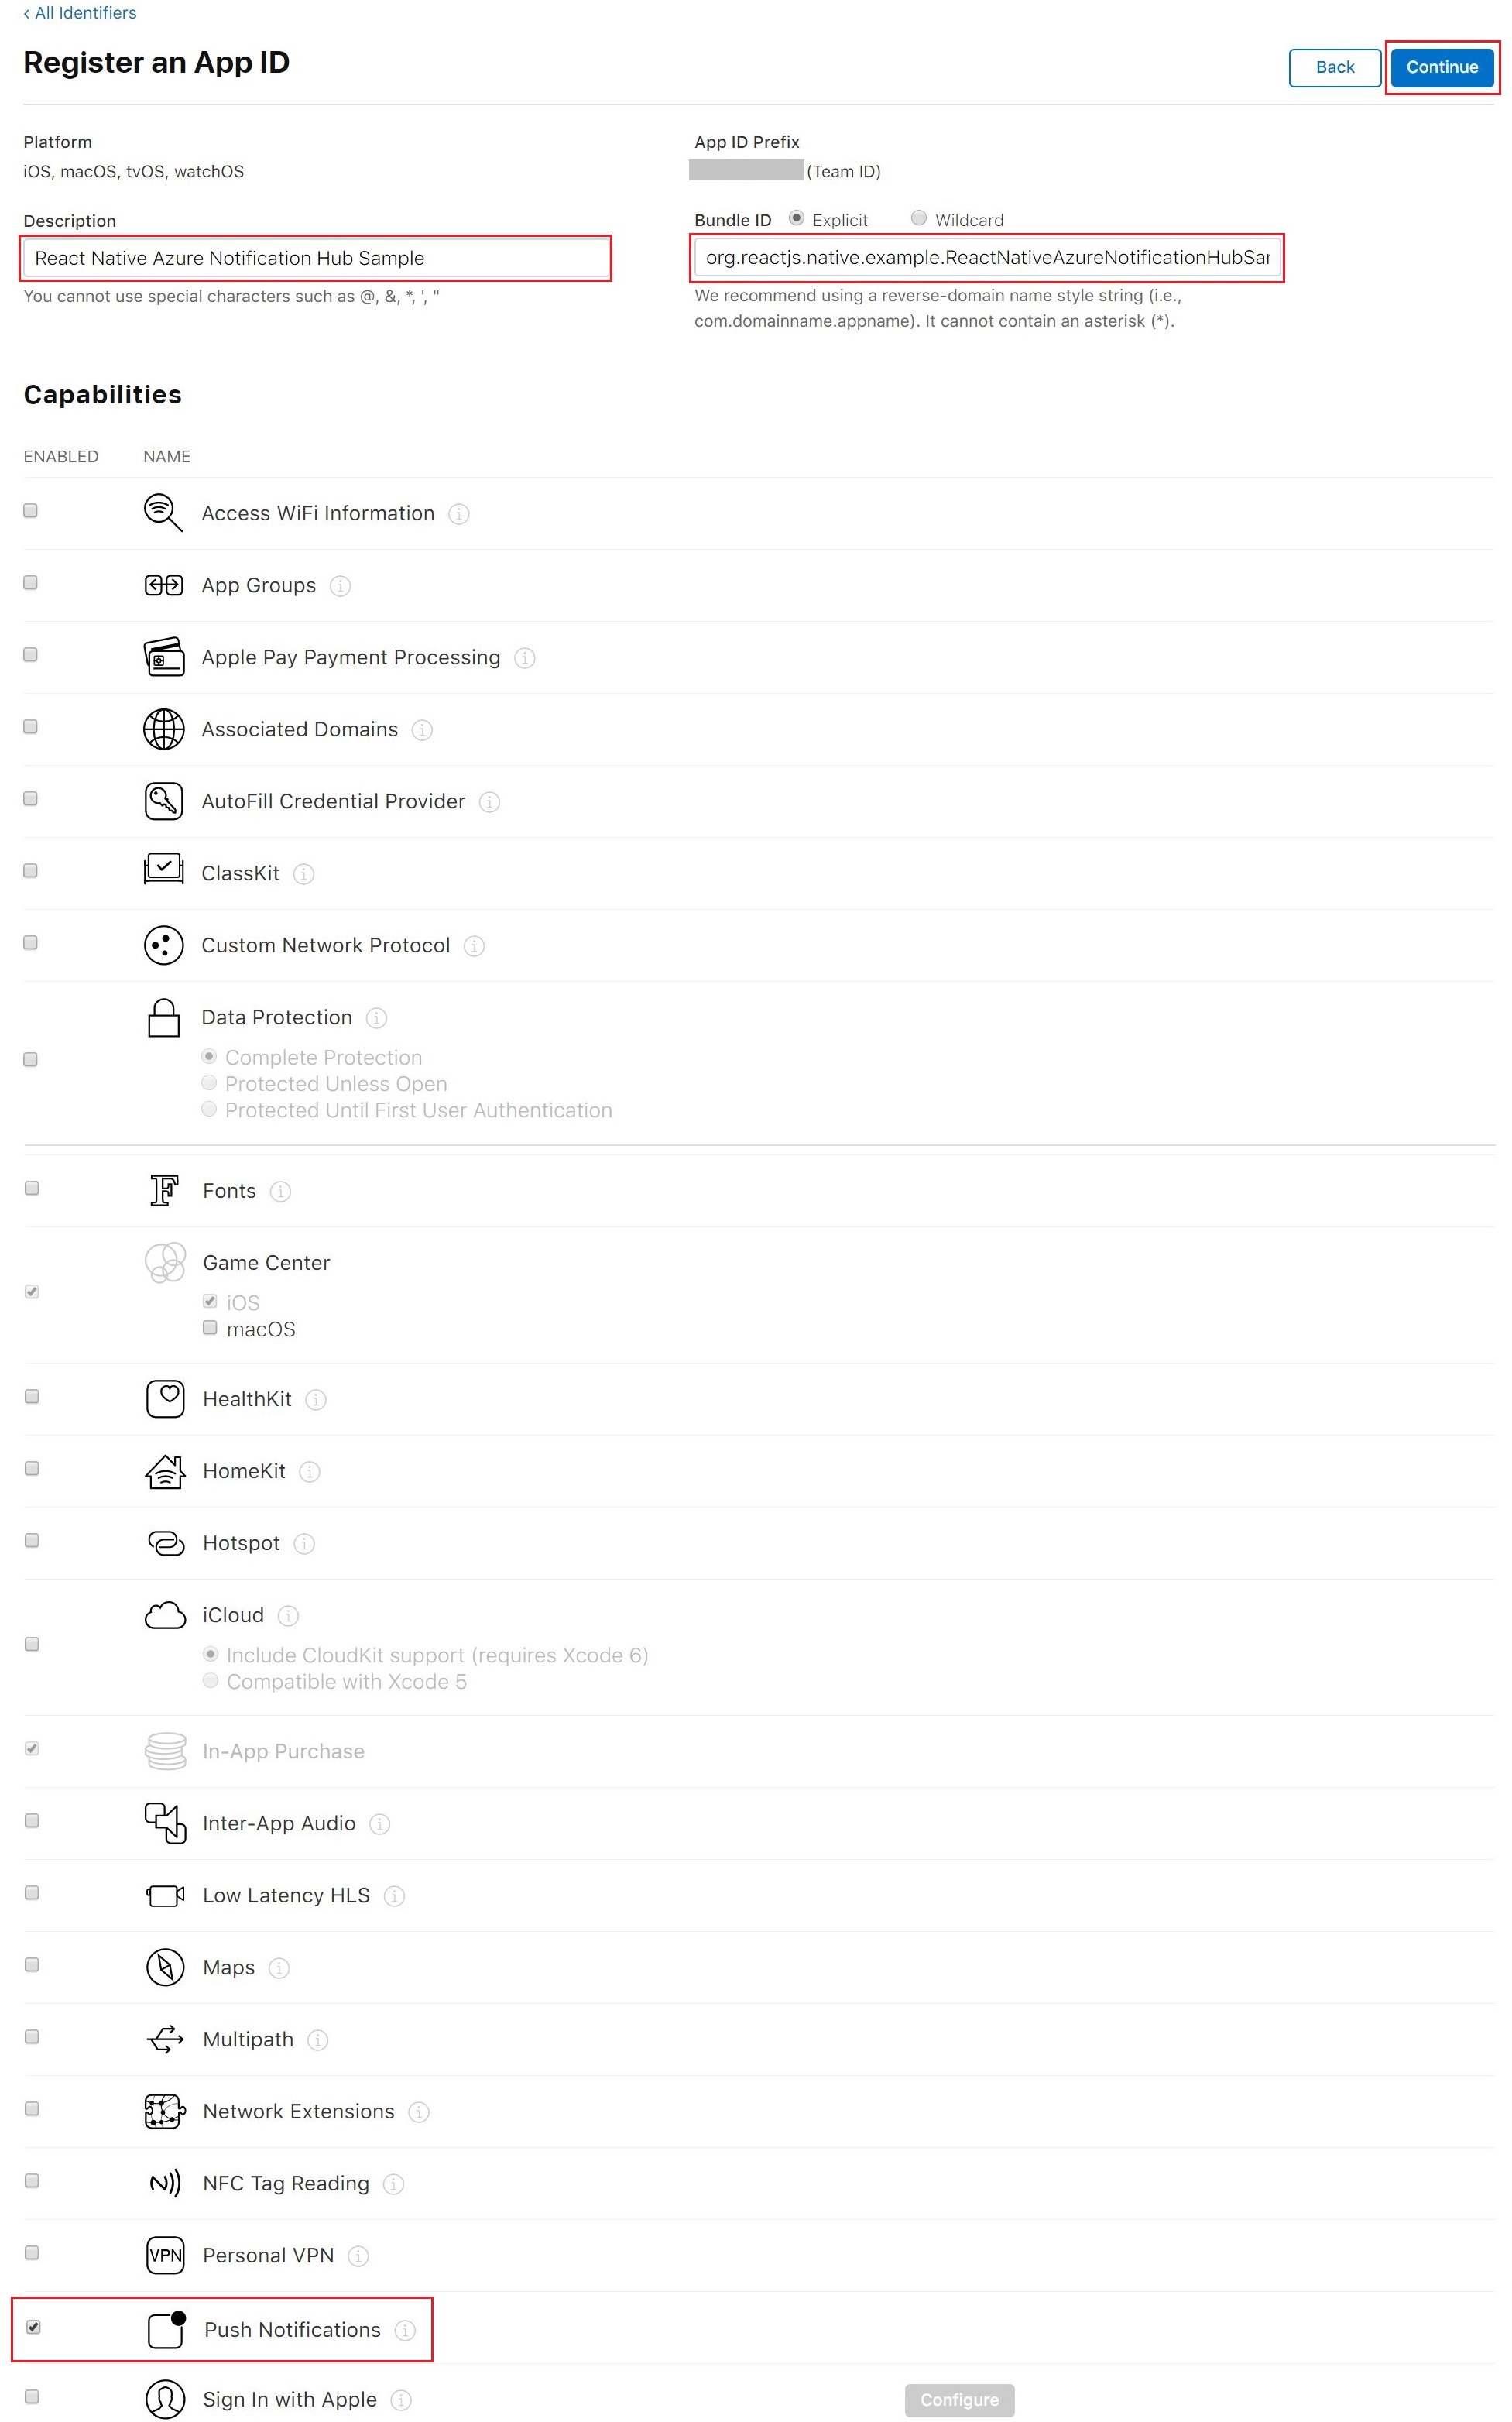 ‹ All Identifiers
Register an App ID
Back
Continue
Platform
iOS, macOS, tvOS, watchOS
App ID Prefix
(Team ID)
Description
React Native Azure Notification Hub Sample
You cannot use special characters such as @, &, *, ', "
Bundle ID Explicit Wildcard
org.reactjs.native.example.ReactNativeAzureNotificationHubSar
We recommend using a reverse-domain name style string (i.e.,
com.domainname.appname). It cannot contain an asterisk (*).
Capabilities
ENABLED NAME
Access WiFi Information
App Groups
Apple Pay Payment Processing
Associated Domains
AutoFill Credential Provider
ClassKit
Custom Network Protocol
Data Protection
Complete Protection
Protected Unless Open
Protected Until First User Authentication
Fonts
Game Center
iOS
macOS
HealthKit
HomeKit
Hotspot
iCloud
Include CloudKit support (requires Xcode 6)
Compatible with Xcode 5
In-App Purchase
Inter-App Audio
Low Latency HLS
Maps
Multipath
Network Extensions
NFC Tag Reading
VPN Personal VPN
Push Notifications
Sign In with Apple
Configure